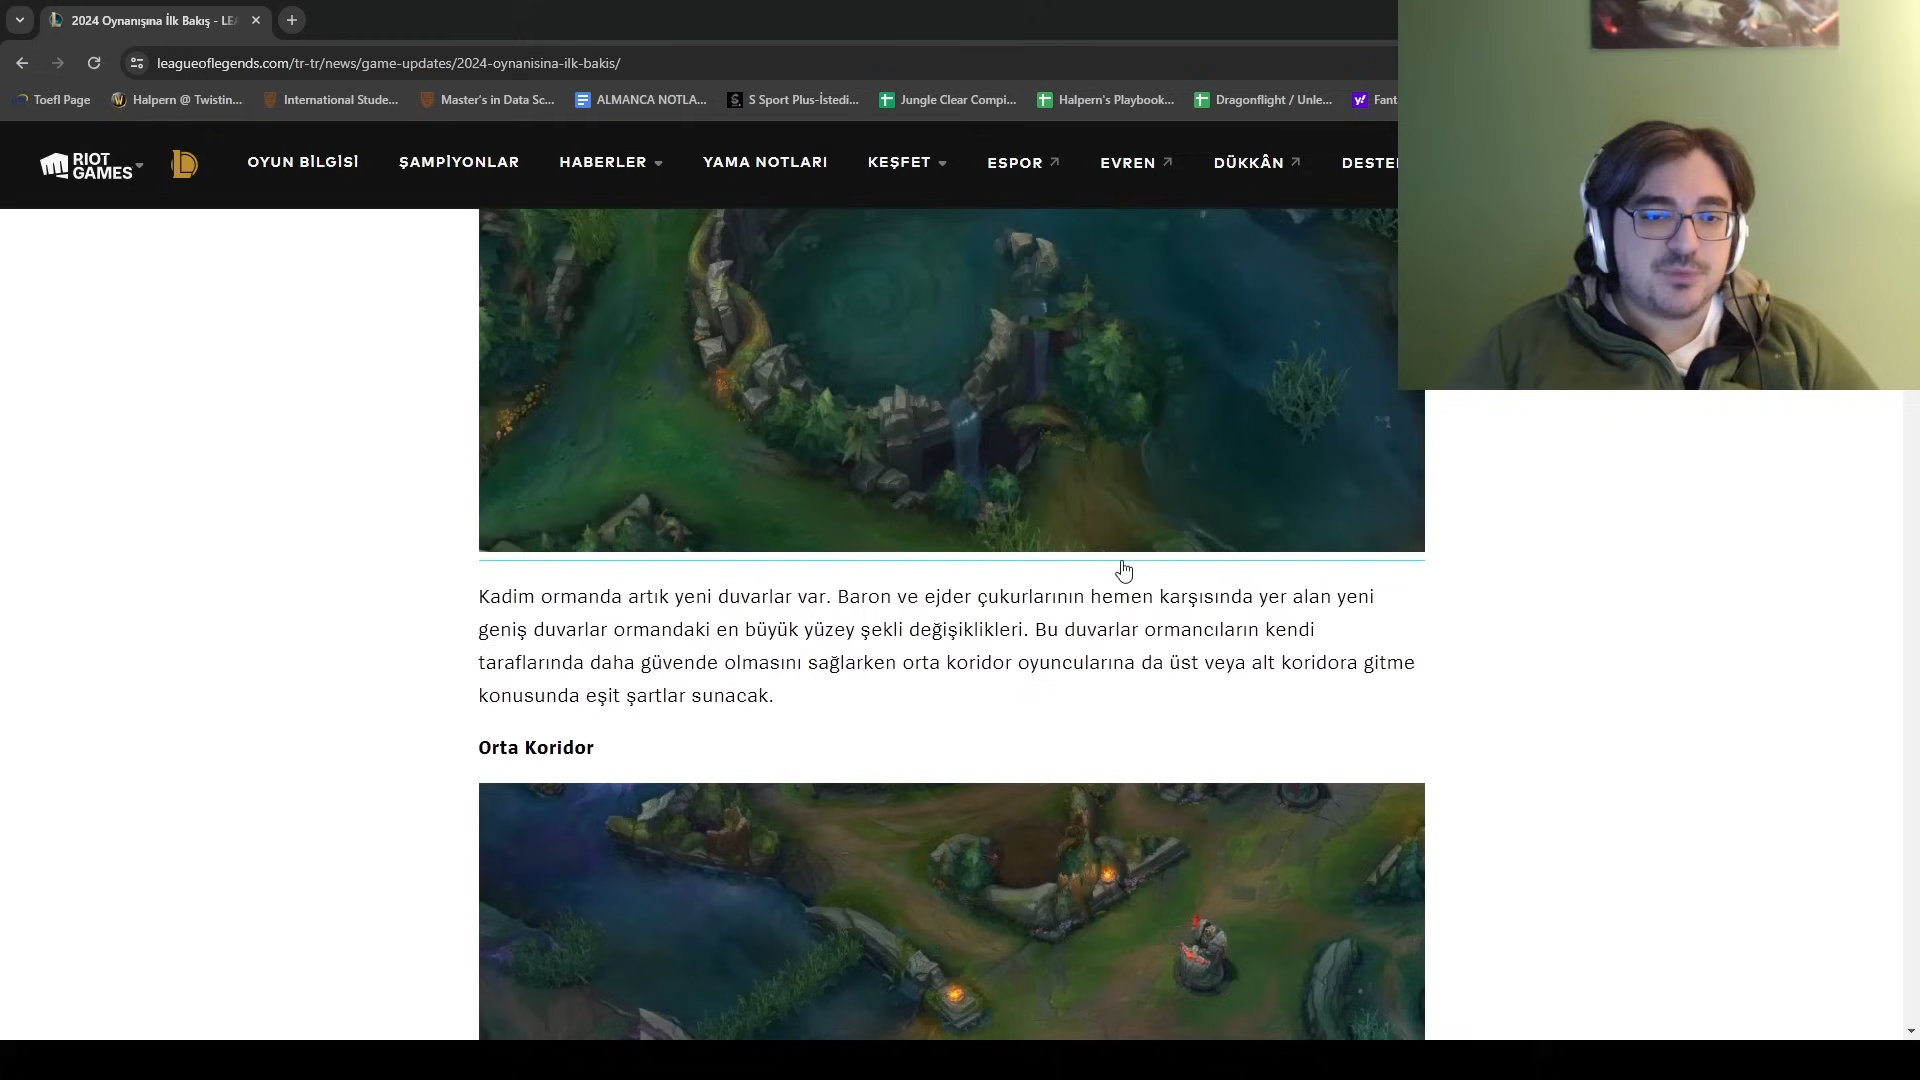 2024 Oynanışına İlk Bakış - LEA
leagueoflegends.com/tr-tr/news/game-updates/2024-oynanisina-ilk-bakis/
Toefl Page
Halpern @ Twistin...
International Stude...
Master's in Data Sc...
ALMANCA NOTLA...
S Sport Plus-İstedi...
Jungle Clear Compi...
Halpern's Playbook...
Dragonflight / Unle...
Fant
RIOT
GAMES
OYUN BİLGİSİ
ŞAMPİYONLAR
HABERLER
YAMA NOTLARI
KEŞFET
ESPOR
EVREN
DÜKKÂN
DESTE
Kadim ormanda artık yeni duvarlar var. Baron ve ejder çukurlarının hemen karşısında yer alan yeni
geniş duvarlar ormandaki en büyük yüzey şekli değişiklikleri. Bu duvarlar ormancıların kendi
taraflarında daha güvende olmasını sağlarken orta koridor oyuncularına da üst veya alt koridora gitme
konusunda eşit şartlar sunacak.
Orta Koridor